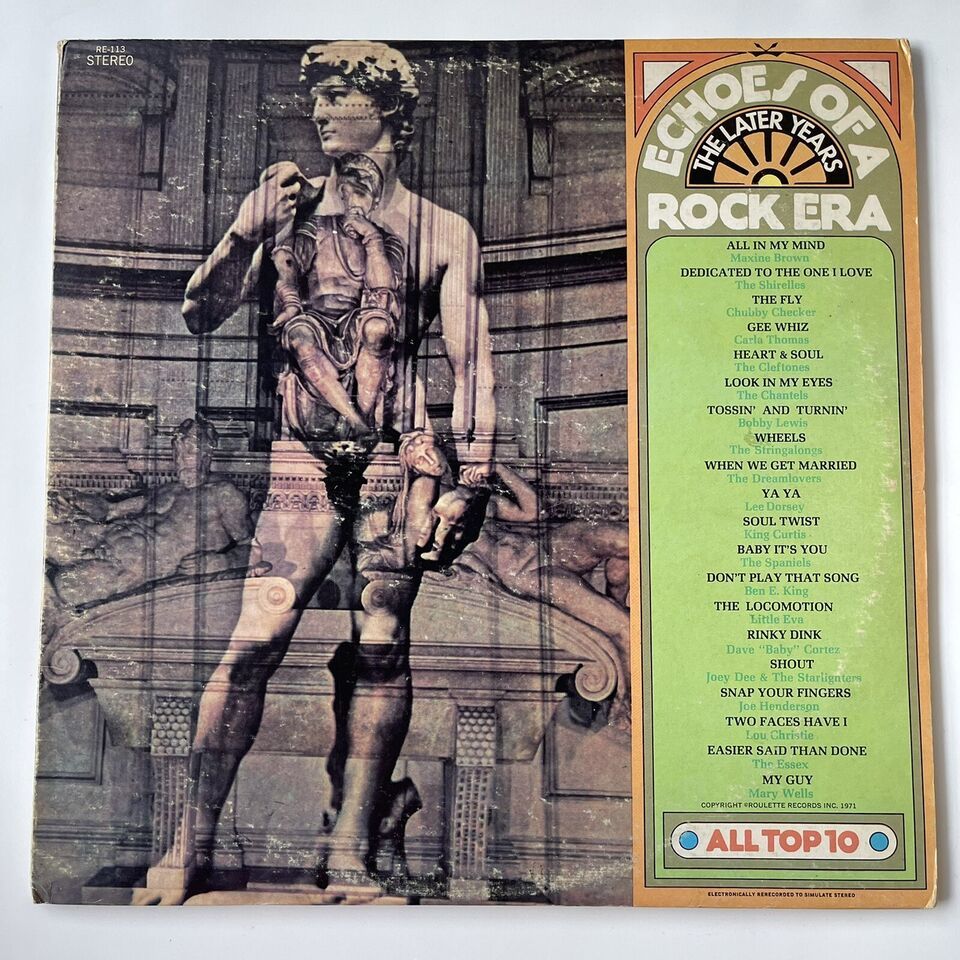 RE-113
STEREO
ECHOES OF A
THE LATER YEARS
ROCK ERA
ALL IN MY MIND
Maxine Brown
DEDICATED TO THE ONE I LOVE
The Shirelles
THE FLY
Chubby Checker
GEE WHIZ
Carla Thomas
HEART & SOUL
The Cleftones
LOOK IN MY EYES
The Chantels
TOSSIN' AND TURNIN'
Bobby Lewis
WHEELS
The Stringalongs
WHEN WE GET MARRIED
The Dreamlovers
YA YA
Lee Dorsey
SOUL TWIST
King Curtis
BABY IT'S YOU
The Spaniels
DON'T PLAY THAT SONG
Ben E. King
THE LOCOMOTION
Little Eva
RINKY DINK
Dave "Baby" Cortez
SHOUT
Joey Dee & The Starlighters
SNAP YOUR FINGERS
Joe Henderson
TWO FACES HAVE I
Lou Christie
EASIER SAID THAN DONE
The Essex
MY GUY
Mary Wells
COPYRIGHT ©ROULETTE RECORDS INC. 1971
ALL TOP 10
ELECTRONICALLY RERECORDED TO SIMULATE STEREO